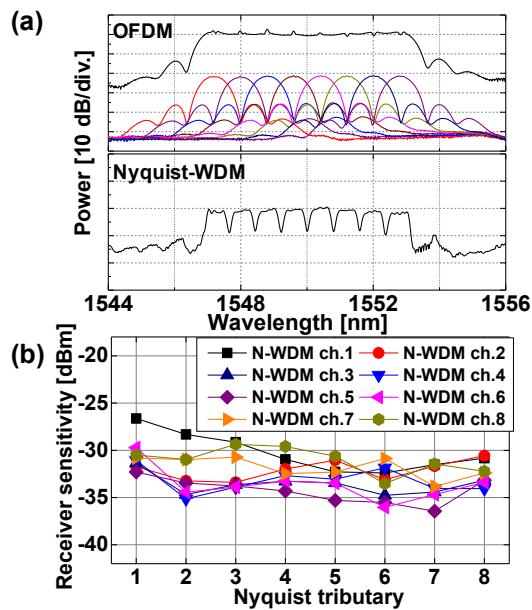 (a)
OFDM
Nyquist-WDM
Power [10 dB/div.]
1544 1548 1552 1556
Wavelength [nm]
(b)
N-WDM ch.1 N-WDM ch.2
N-WDM ch.3 N-WDM ch.4
N-WDM ch.5 N-WDM ch.6
N-WDM ch.7 N-WDM ch.8
Receiver sensitivity [dBm]
-20
-25
-30
-35
-40
1 2 3 4 5 6 7 8
Nyquist tributary